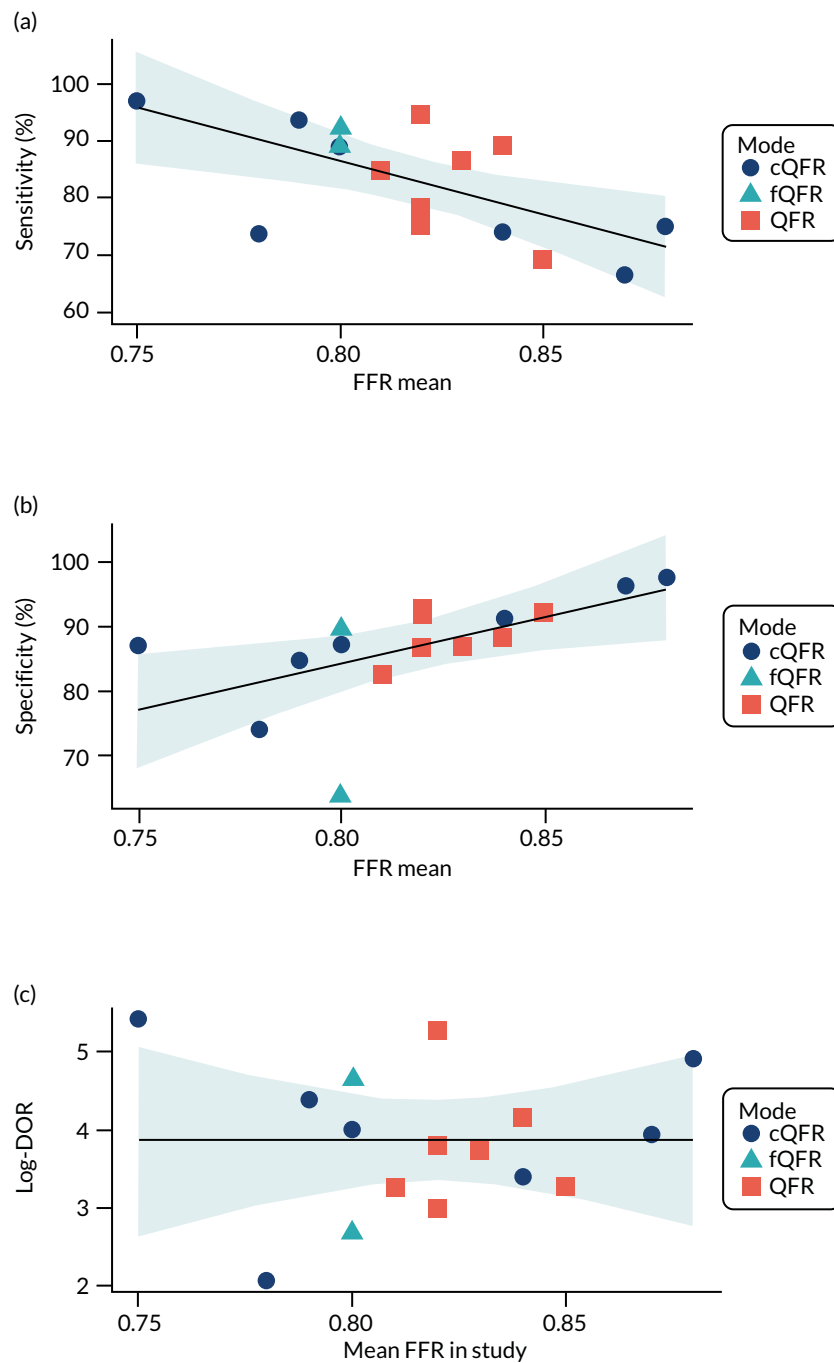 (a)
100
90
80
70
60
Sensitivity (%)
0.75 0.80 0.85
FFR mean
Mode
cQFR
fQFR
QFR
(b)
100
90
80
70
Specificity (%)
0.75 0.80 0.85
FFR mean
Mode
cQFR
fQFR
QFR
(c)
5
4
3
2
Log-DOR
0.75 0.80 0.85
Mean FFR in study
Mode
cQFR
fQFR
QFR